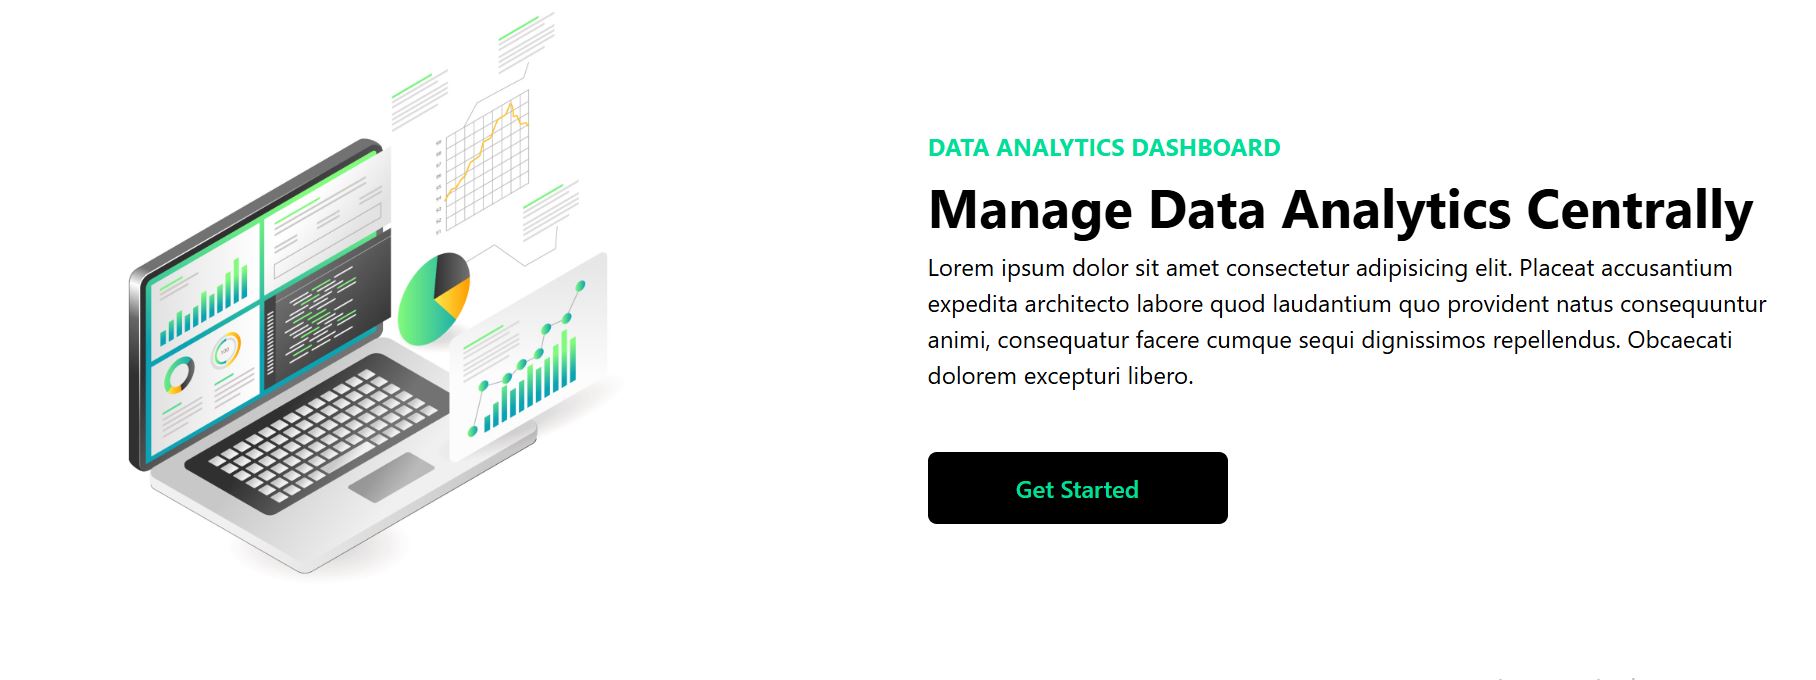 DATA ANALYTICS DASHBOARD
Manage Data Analytics Centrally
Lorem ipsum dolor sit amet consectetur adipisicing elit. Placeat accusantium
expedita architecto labore quod laudantium quo provident natus consequuntur
animi, consequatur facere cumque sequi dignissimos repellendus. Obcaecati
dolorem excepturi libero.
Get Started